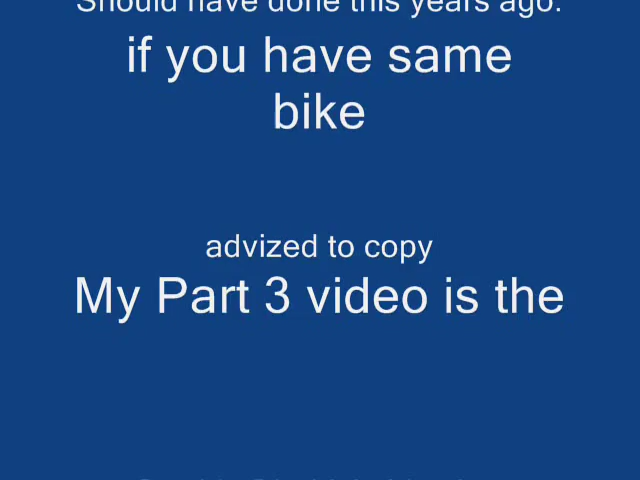 Should have done this years ago.
if you have same
bike
advized to copy
My Part 3 video is the